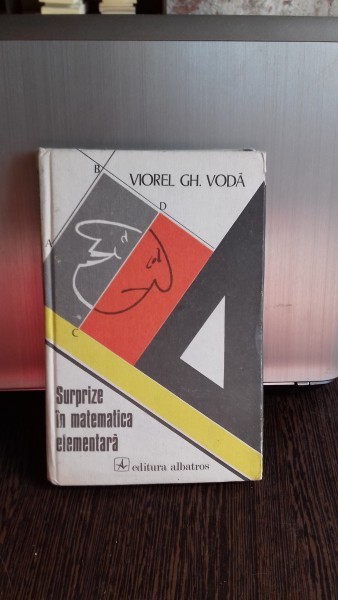 VIOREL GH. VODĂ
B
D
A
C
Surprize
în matematica
elementară
editura albatros